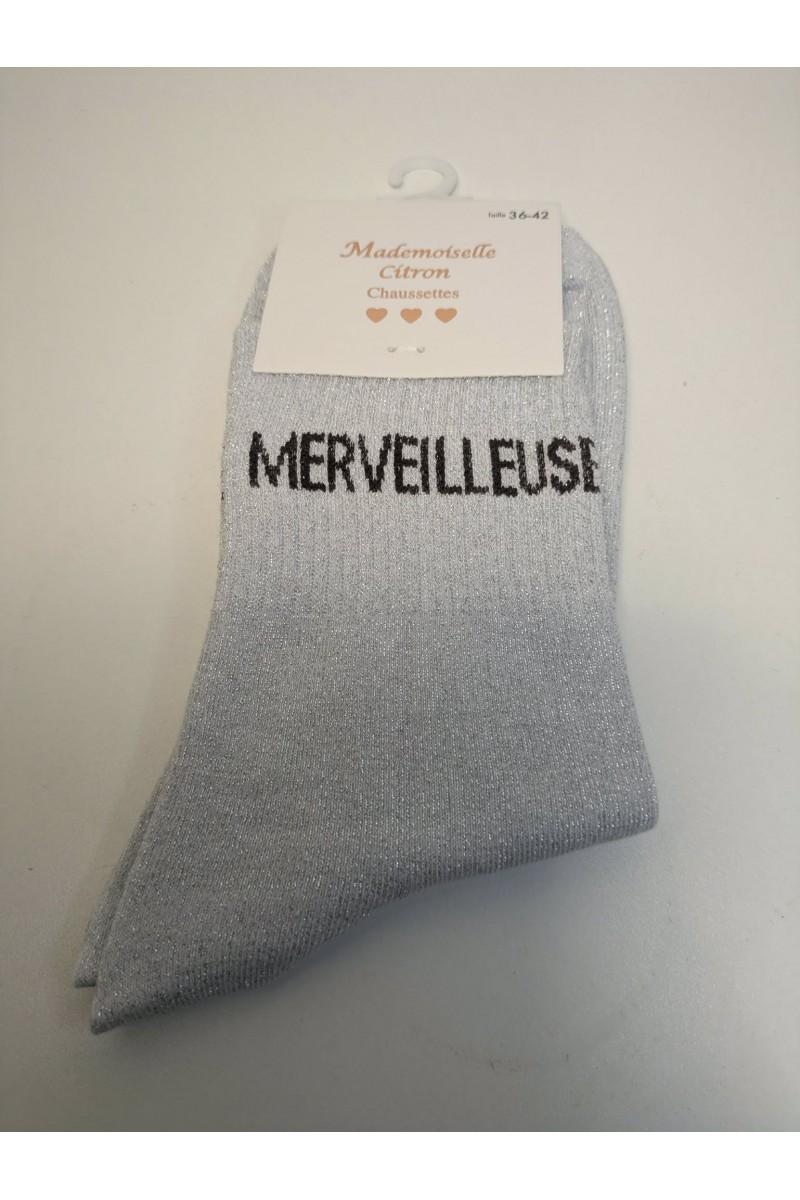 taille 36-42
Mademoiselle
Citron
Chaussettes
MERVEILLEUSE